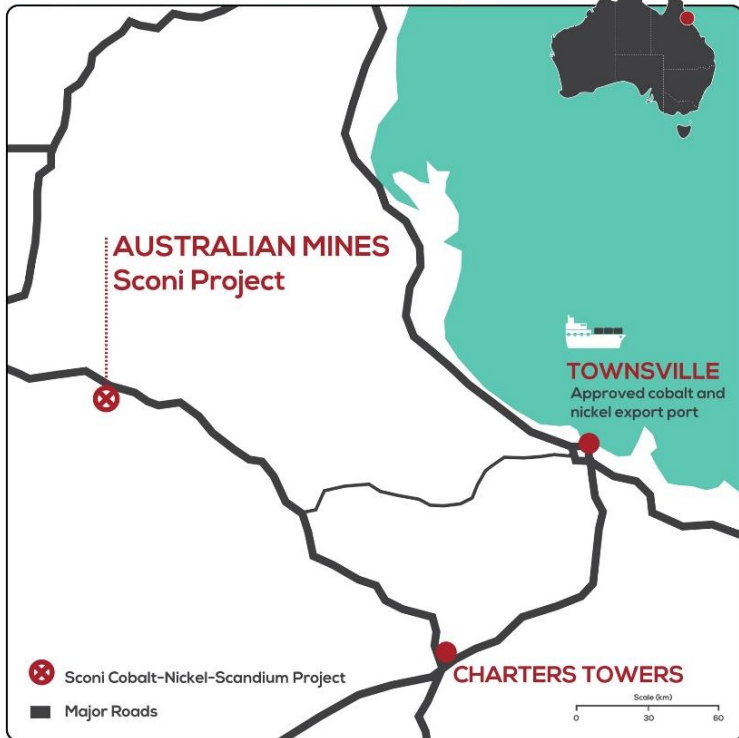 AUSTRALIAN MINES
Sconi Project
TOWNSVILLE
Approved cobalt and
nickel export port
CHARTERS TOWERS
Sconi Cobalt-Nickel-Scandium Project
Major Roads
Scale (km)
0 30 60